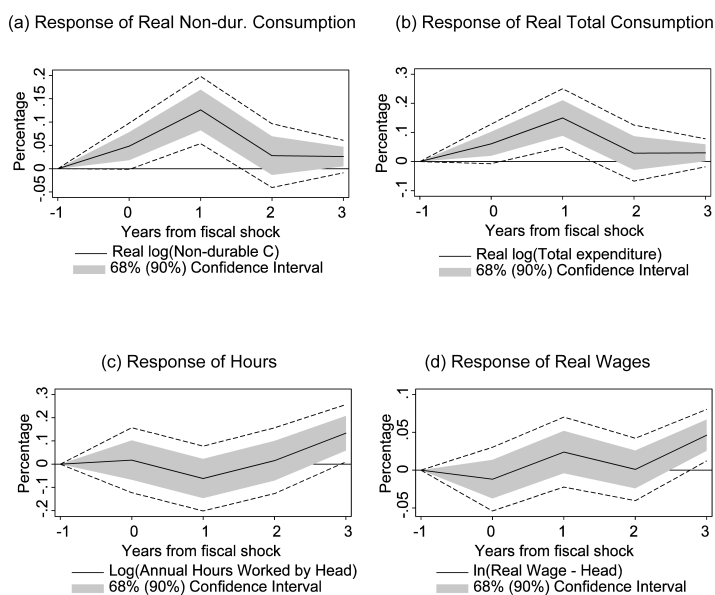 (a) Response of Real Non-dur. Consumption
(b) Response of Real Total Consumption
Percentage
-.05 0 .05 .1 .15 .2
-1 0 1 2 3
Years from fiscal shock
Real log(Non-durable C)
68% (90%) Confidence Interval
Percentage
-.1 0 .1 .2 .3
-1 0 1 2 3
Years from fiscal shock
Real log(Total expenditure)
68% (90%) Confidence Interval
(c) Response of Hours
(d) Response of Real Wages
Percentage
-.2 -.1 0 .1 .2 .3
-1 0 1 2 3
Years from fiscal shock
Log(Annual Hours Worked by Head)
68% (90%) Confidence Interval
Percentage
-.05 0 .05 .1
-1 0 1 2 3
Years from fiscal shock
ln(Real Wage - Head)
68% (90%) Confidence Interval